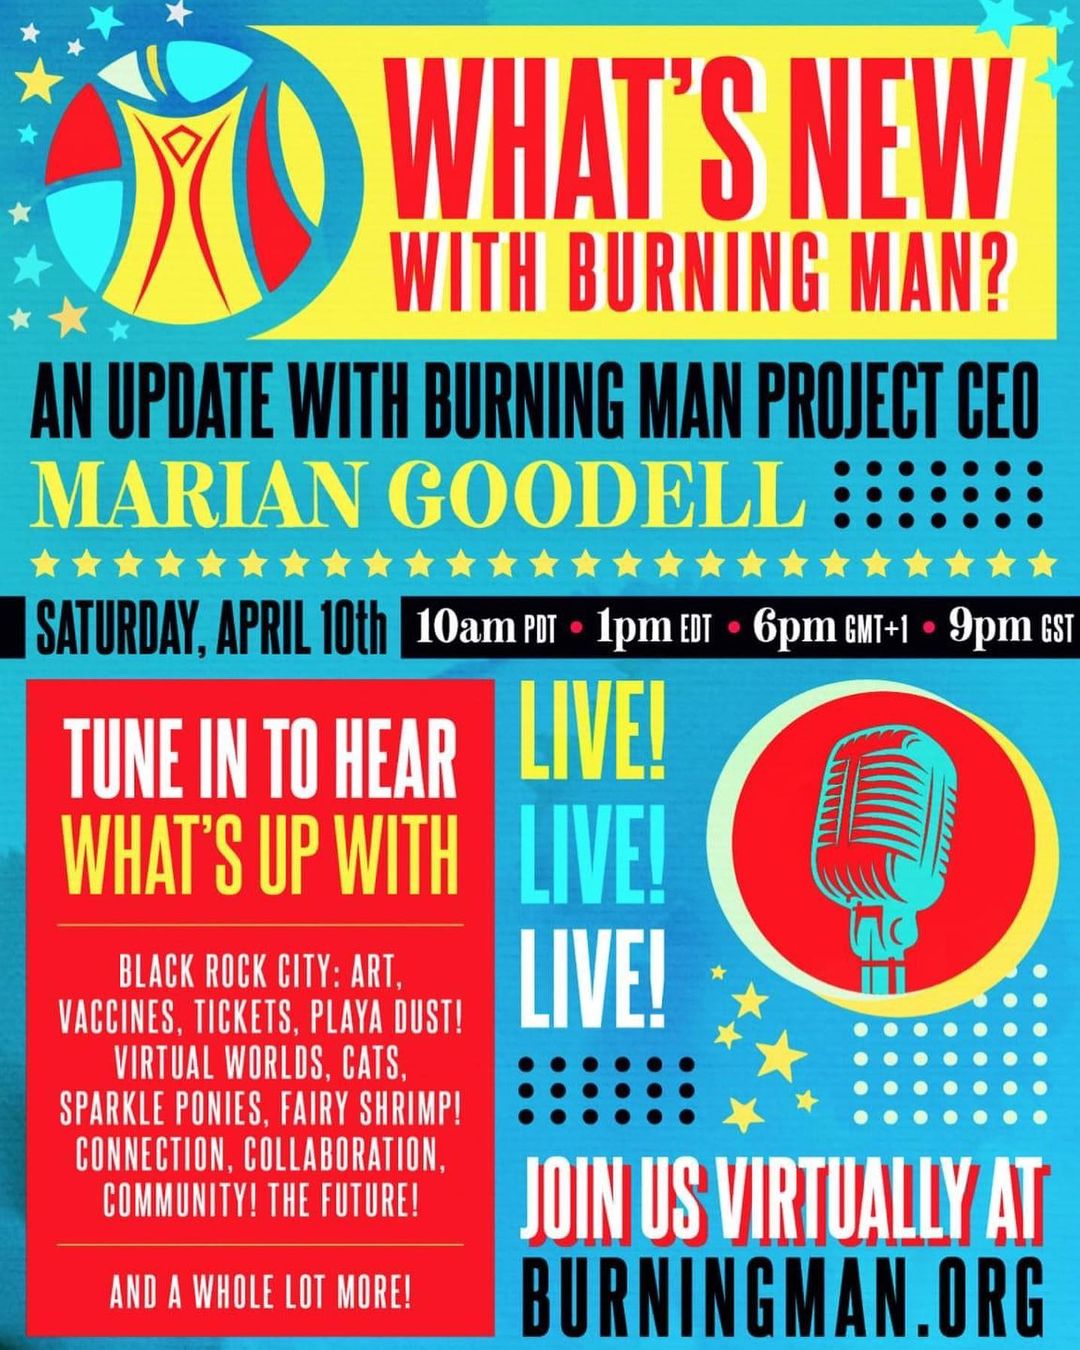 WHAT'S NEW
WITH BURNING MAN?
AN UPDATE WITH BURNING MAN PROJECT CEO
MARIAN GOODELL
SATURDAY, APRIL 10th 10am PDT • 1pm EDT • 6pm GMT+1 • 9pm GST
TUNE IN TO HEAR
WHAT'S UP WITH
BLACK ROCK CITY: ART,
VACCINES, TICKETS, PLAYA DUST!
VIRTUAL WORLDS, CATS,
SPARKLE PONIES, FAIRY SHRIMP!
CONNECTION, COLLABORATION,
COMMUNITY! THE FUTURE!
AND A WHOLE LOT MORE!
LIVE!
LIVE!
LIVE!
JOIN US VIRTUALLY AT
BURNINGMAN.ORG